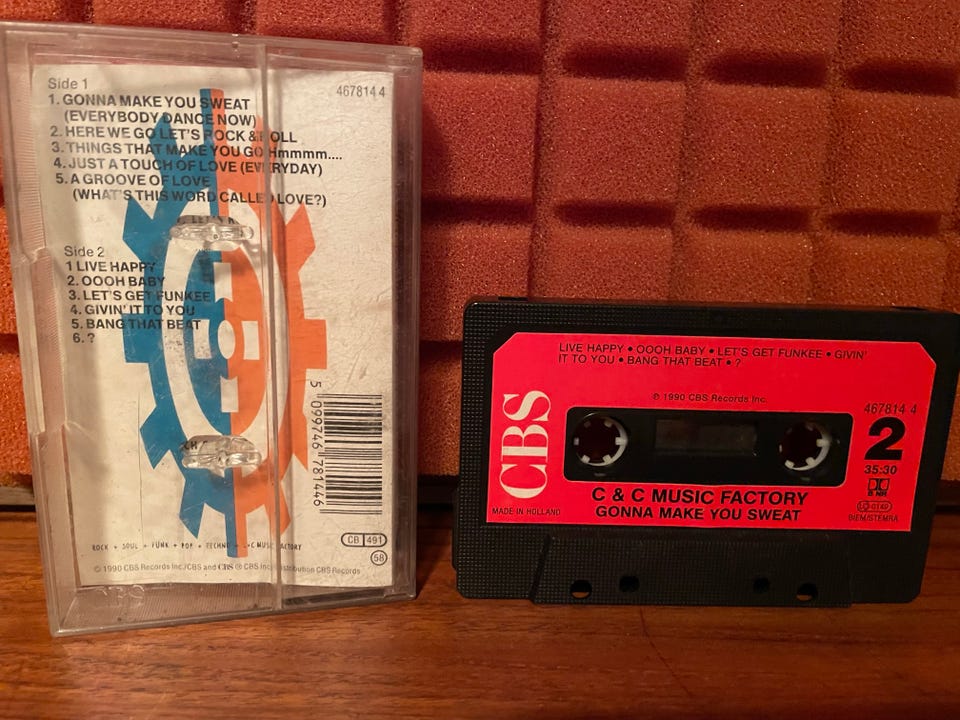 Side 1
467814 4
1. GONNA MAKE YOU SWEAT
(EVERYBODY DANCE NOW)
2. HERE WE GO LET'S ROCK & ROLL
3. THINGS THAT MAKE YOU GO Hmmmm....
4. JUST A TOUCH OF LOVE (EVERYDAY)
5. A GROOVE OF LOVE
(WHAT'S THIS WORD CALLED LOVE?)
Side 2
1 LIVE HAPPY
2. OOOH BABY
3. LET'S GET FUNKEE
4. GIVIN' IT TO YOU
5. BANG THAT BEAT
6. ?
5 099746 781446
CB 491
58
ROCK + SOUL + FUNK + POP + TECHNO = C+C MUSIC FACTORY
© 1990 CBS Records Inc./CBS and CBS ® CBS Inc./Distribution CBS Records
LIVE HAPPY • OOOH BABY • LET'S GET FUNKEE • GIVIN'
IT TO YOU • BANG THAT BEAT • ?
℗ 1990 CBS Records Inc.
467814 4
CBS
2
35:30
B NR
C & C MUSIC FACTORY
MADE IN HOLLAND
GONNA MAKE YOU SWEAT
BIEM/STEMRA